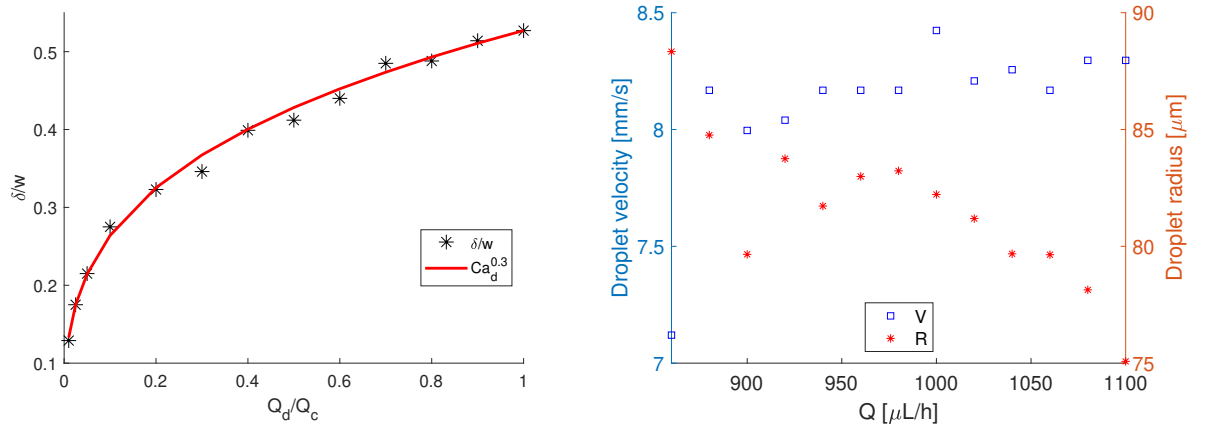 0.5
0.4
0.3
0.2
0.1
δ/w
0 0.2 0.4 0.6 0.8 1
Q_d/Q_c
δ/w
Ca_d^0.3
8.5
8
7.5
7
Droplet velocity [mm/s]
90
85
80
75
Droplet radius [μm]
V
R
900 950 1000 1050 1100
Q [μL/h]